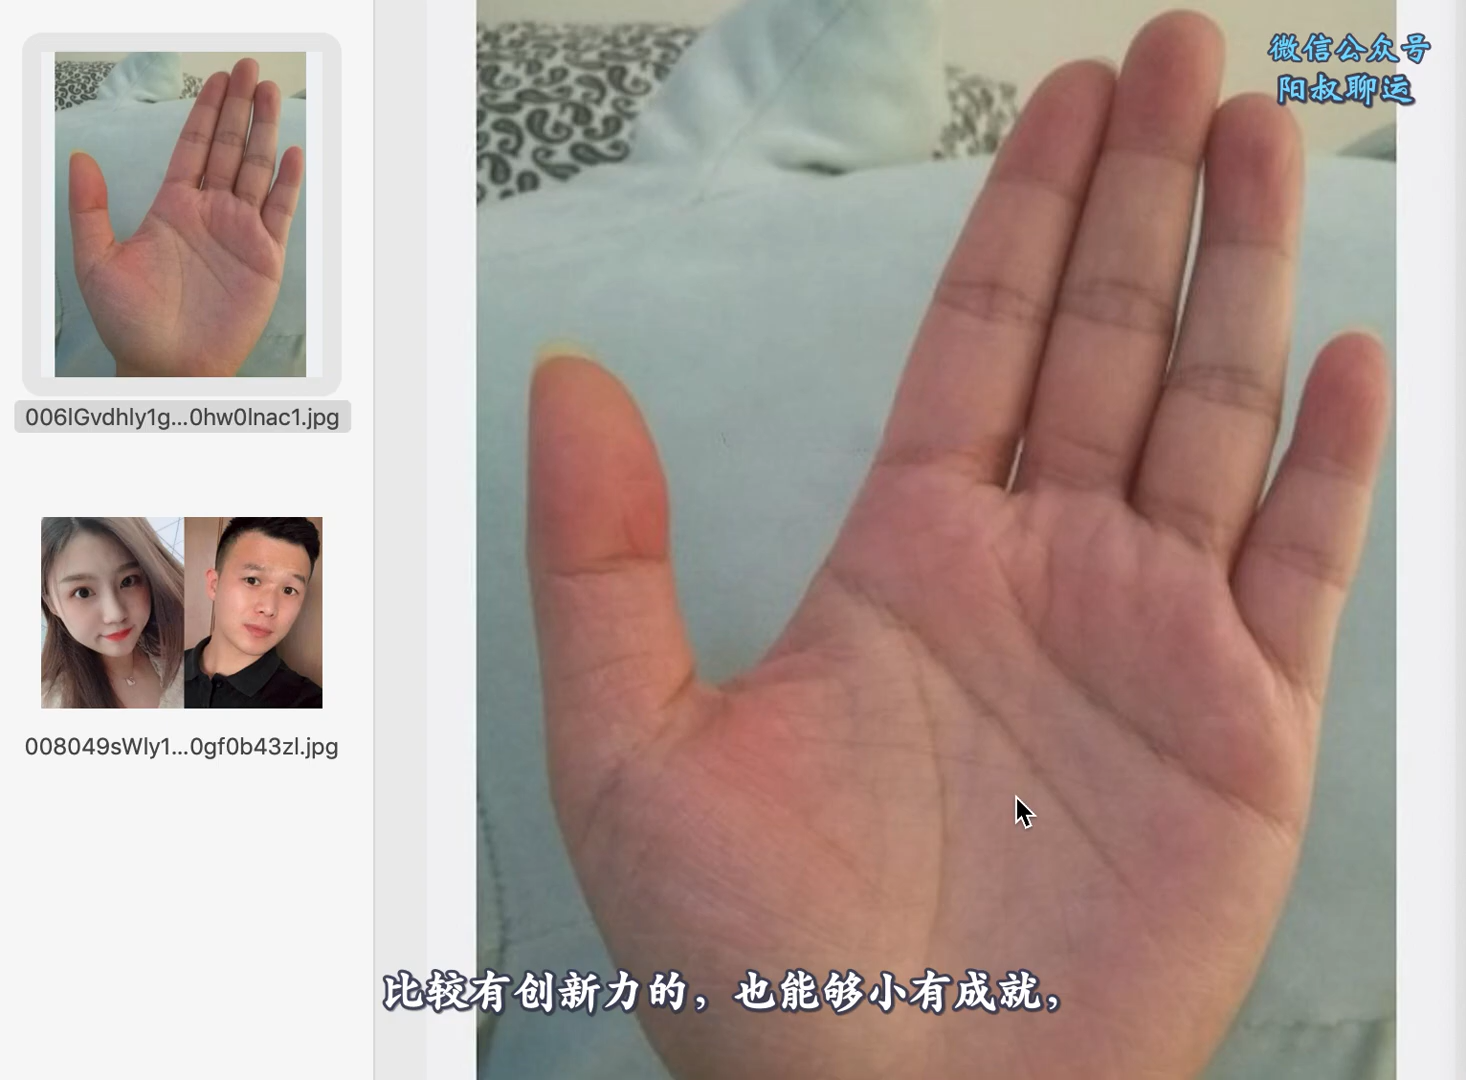 微信公众号
阳叔聊运
006lGvdhly1g...0hw0lnac1.jpg
008049sWly1...0gf0b43zl.jpg
比较有创新力的，也能够小有成就，